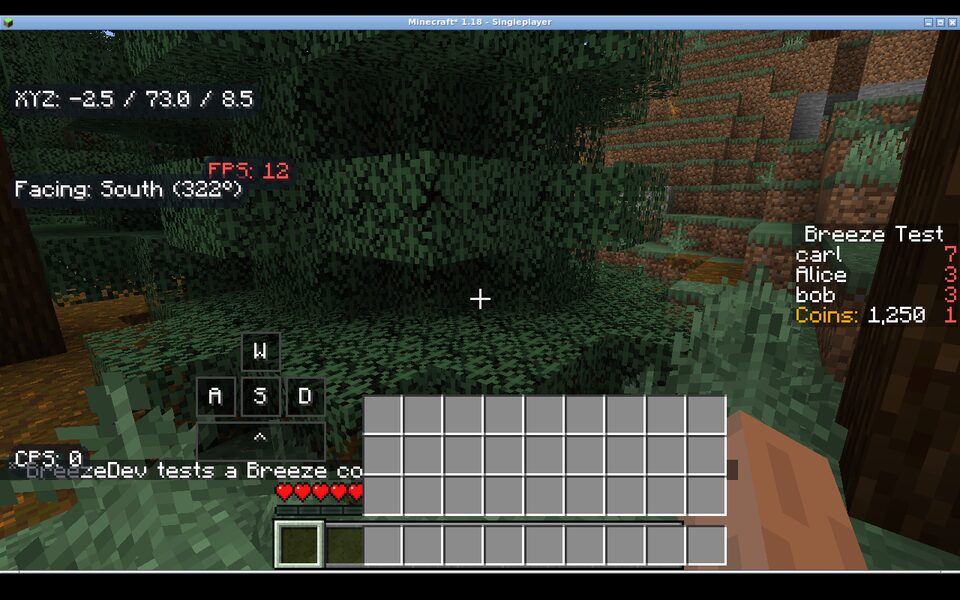 Minecraft* 1.18 - Singleplayer
XYZ: -2.5 / 73.0 / 8.5
FPS: 12
Facing: South (322º)
Breeze Test
carl 7
Alice 3
bob 3
Coins: 1,250 1
W
A S D
^
CPS: 0
BreezeDev tests a Breeze co